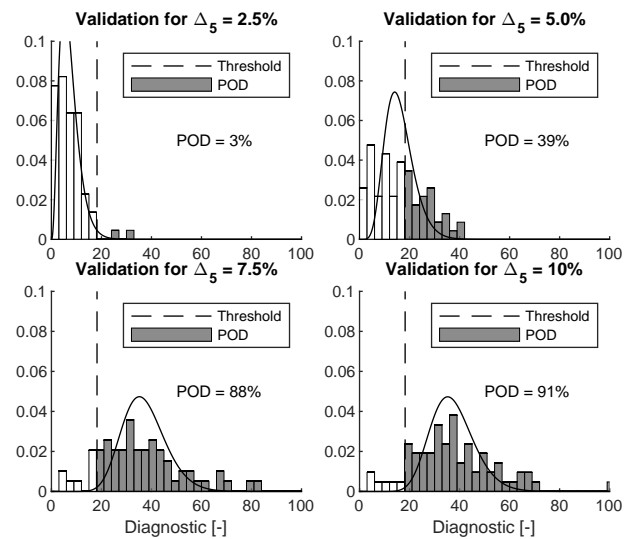 Validation for Δ5 = 2.5%
0.1
0.08
0.06
0.04
0.02
0
Threshold
POD
POD = 3%
0 20 40 60 80 100
Validation for Δ5 = 5.0%
0.1
0.08
0.06
0.04
0.02
0
Threshold
POD
POD = 39%
0 20 40 60 80 100
Validation for Δ5 = 7.5%
0.1
0.08
0.06
0.04
0.02
0
Threshold
POD
POD = 88%
0 20 40 60 80 100
Diagnostic [-]
Validation for Δ5 = 10%
0.1
0.08
0.06
0.04
0.02
0
Threshold
POD
POD = 91%
0 20 40 60 80 100
Diagnostic [-]